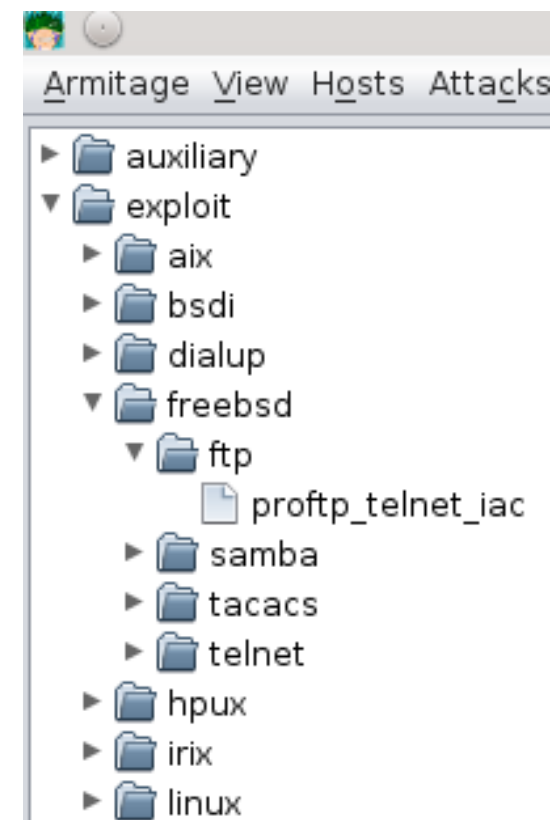 Armitage View Hosts Attacks
auxiliary
exploit
aix
bsdi
dialup
freebsd
ftp
proftp_telnet_iac
samba
tacacs
telnet
hpux
irix
linux